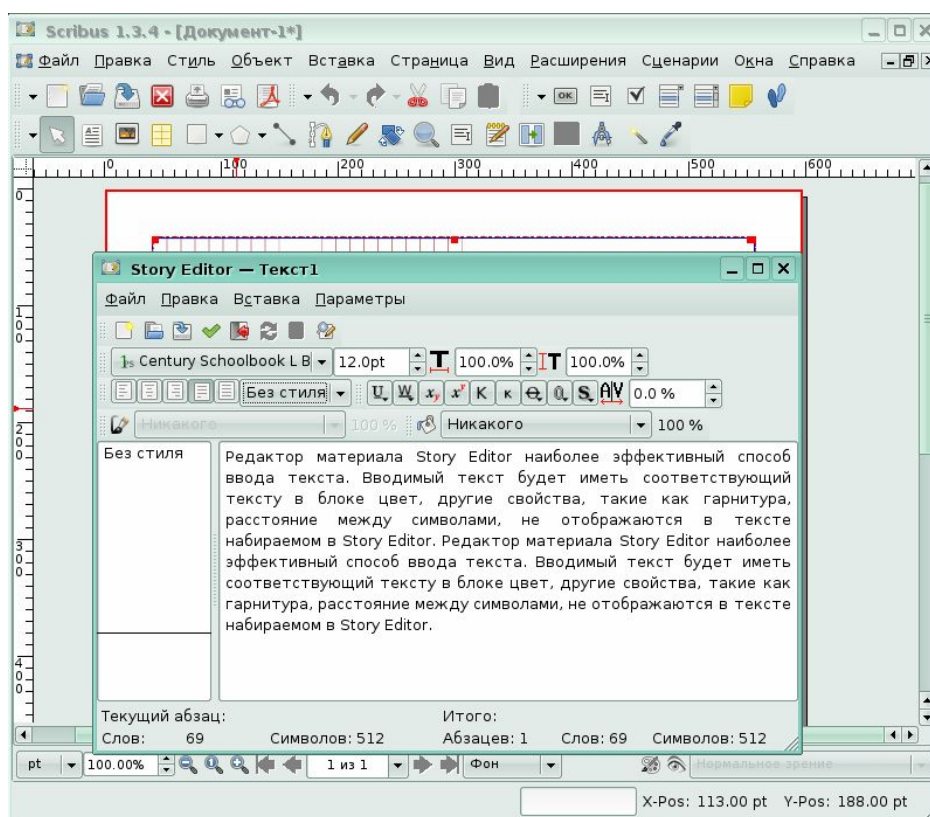 Scribus 1.3.4 - [Документ-1*]
Файл Правка Стиль Объект Вставка Страница Вид Расширения Сценарии Окна Справка
OK
0 100 200 300 400 500 600
0
100
200
300
400
Story Editor — Текст1
Файл Правка Вставка Параметры
Century Schoolbook L B 12.0pt T 100.0% T 100.0%
Без стиля U W x y x y K K O O S AV 0.0 %
Никакого 100 % Никакого 100 %
Без стиля
Редактор материала Story Editor наиболее эффективный способ
ввода текста. Вводимый текст будет иметь соответствующий
тексту в блоке цвет, другие свойства, такие как гарнитура,
расстояние между символами, не отображаются в тексте
набираемом в Story Editor. Редактор материала Story Editor наиболее
эффективный способ ввода текста. Вводимый текст будет иметь
соответствующий тексту в блоке цвет, другие свойства, такие как
гарнитура, расстояние между символами, не отображаются в тексте
набираемом в Story Editor.
Текущий абзац: Итого:
Слов: 69 Символов: 512 Абзацев: 1 Слов: 69 Символов: 512
pt 100.00% 1 из 1 Фон Нормальное зрение
X-Pos: 113.00 pt Y-Pos: 188.00 pt